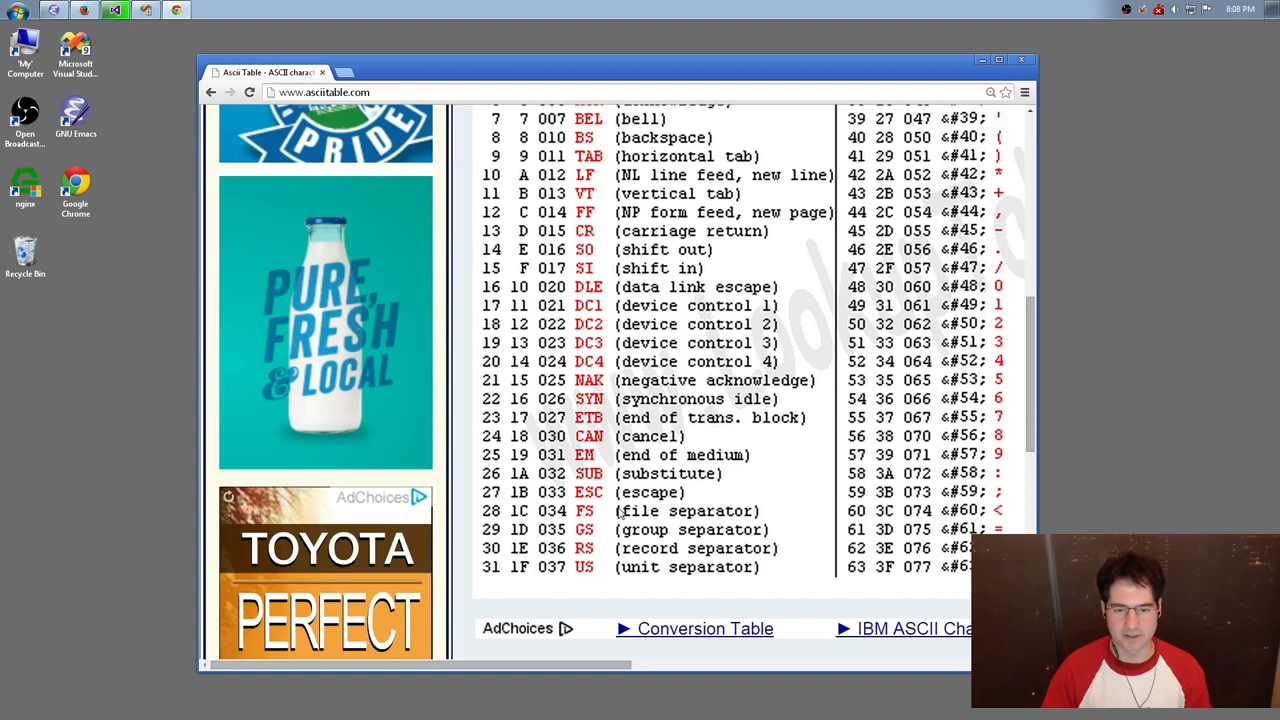 8:08 PM
'My' Computer
Microsoft Visual Stud...
Open Broadcast...
GNU Emacs
nginx
Google Chrome
Recycle Bin
Ascii Table - ASCII charac
www.asciitable.com
PRIDE
PURE,
FRESH
& LOCAL
AdChoices
TOYOTA
PERFECT
7 7 007 BEL (bell)
8 8 010 BS (backspace)
9 9 011 TAB (horizontal tab)
10 A 012 LF (NL line feed, new line)
11 B 013 VT (vertical tab)
12 C 014 FF (NP form feed, new page)
13 D 015 CR (carriage return)
14 E 016 SO (shift out)
15 F 017 SI (shift in)
16 10 020 DLE (data link escape)
17 11 021 DC1 (device control 1)
18 12 022 DC2 (device control 2)
19 13 023 DC3 (device control 3)
20 14 024 DC4 (device control 4)
21 15 025 NAK (negative acknowledge)
22 16 026 SYN (synchronous idle)
23 17 027 ETB (end of trans. block)
24 18 030 CAN (cancel)
25 19 031 EM (end of medium)
26 1A 032 SUB (substitute)
27 1B 033 ESC (escape)
28 1C 034 FS (file separator)
29 1D 035 GS (group separator)
30 1E 036 RS (record separator)
31 1F 037 US (unit separator)
39 27 047 &#39; '
40 28 050 &#40; (
41 29 051 &#41; )
42 2A 052 &#42; *
43 2B 053 &#43; +
44 2C 054 &#44; ,
45 2D 055 &#45; -
46 2E 056 &#46; .
47 2F 057 &#47; /
48 30 060 &#48; 0
49 31 061 &#49; 1
50 32 062 &#50; 2
51 33 063 &#51; 3
52 34 064 &#52; 4
53 35 065 &#53; 5
54 36 066 &#54; 6
55 37 067 &#55; 7
56 38 070 &#56; 8
57 39 071 &#57; 9
58 3A 072 &#58; :
59 3B 073 &#59; ;
60 3C 074 &#60; <
61 3D 075 &#61; =
62 3E 076 &#6
63 3F 077 &#6
AdChoices
► Conversion Table
► IBM ASCII Cha